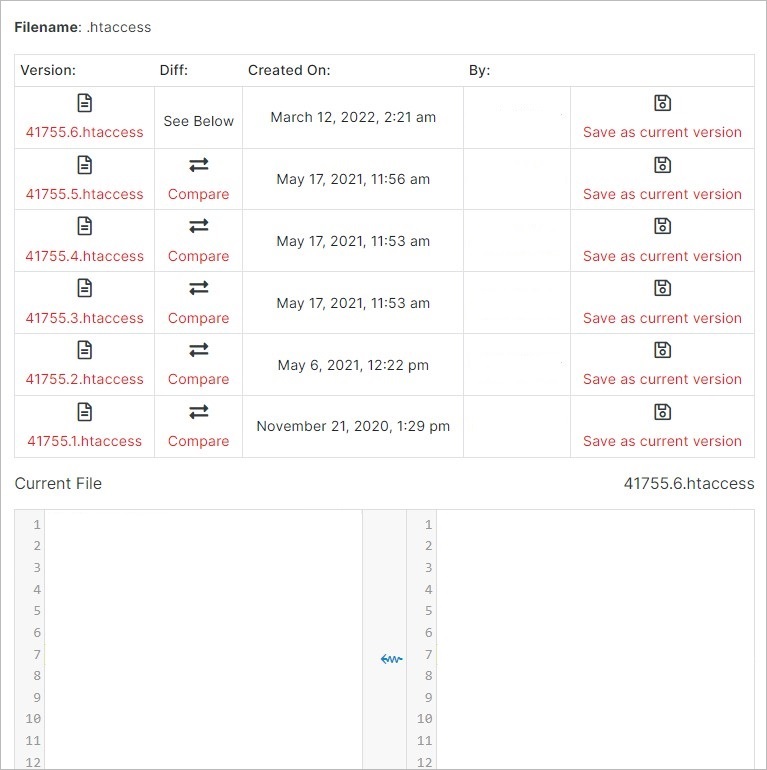 Filename: .htaccess
Version: Diff: Created On: By:
41755.6.htaccess See Below March 12, 2022, 2:21 am Save as current version
41755.5.htaccess Compare May 17, 2021, 11:56 am Save as current version
41755.4.htaccess Compare May 17, 2021, 11:53 am Save as current version
41755.3.htaccess Compare May 17, 2021, 11:53 am Save as current version
41755.2.htaccess Compare May 6, 2021, 12:22 pm Save as current version
41755.1.htaccess Compare November 21, 2020, 1:29 pm Save as current version
Current File 41755.6.htaccess
1 1
2 2
3 3
4 4
5 5
6 6
7 7
8 8
9 9
10 10
11 11
12 12